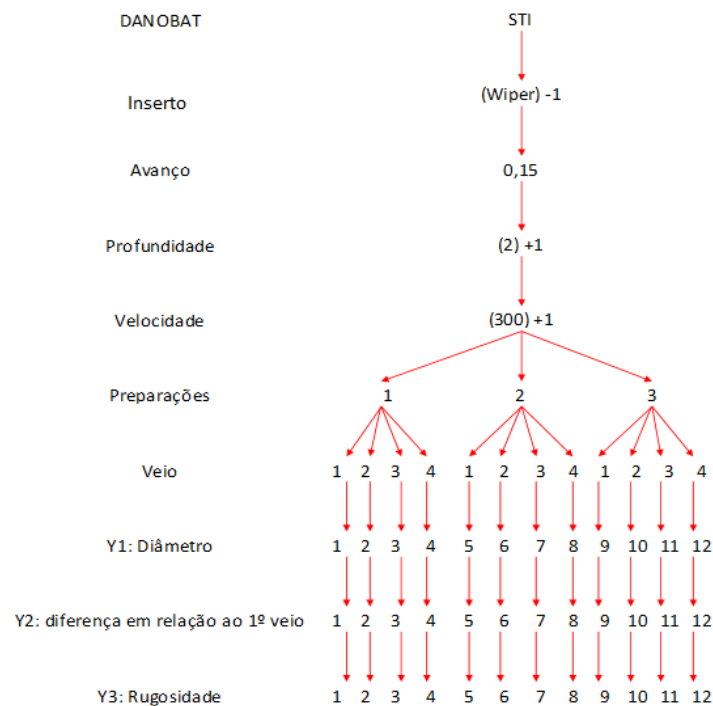 DANOBAT STI
Inserto (Wiper) -1
Avanço 0,15
Profundidade (2) +1
Velocidade (300) +1
Preparações 1 2 3
Veio 1 2 3 4 1 2 3 4 1 2 3 4
Y1: Diâmetro 1 2 3 4 5 6 7 8 9 10 11 12
Y2: diferença em relação ao 1º veio 1 2 3 4 5 6 7 8 9 10 11 12
Y3: Rugosidade 1 2 3 4 5 6 7 8 9 10 11 12